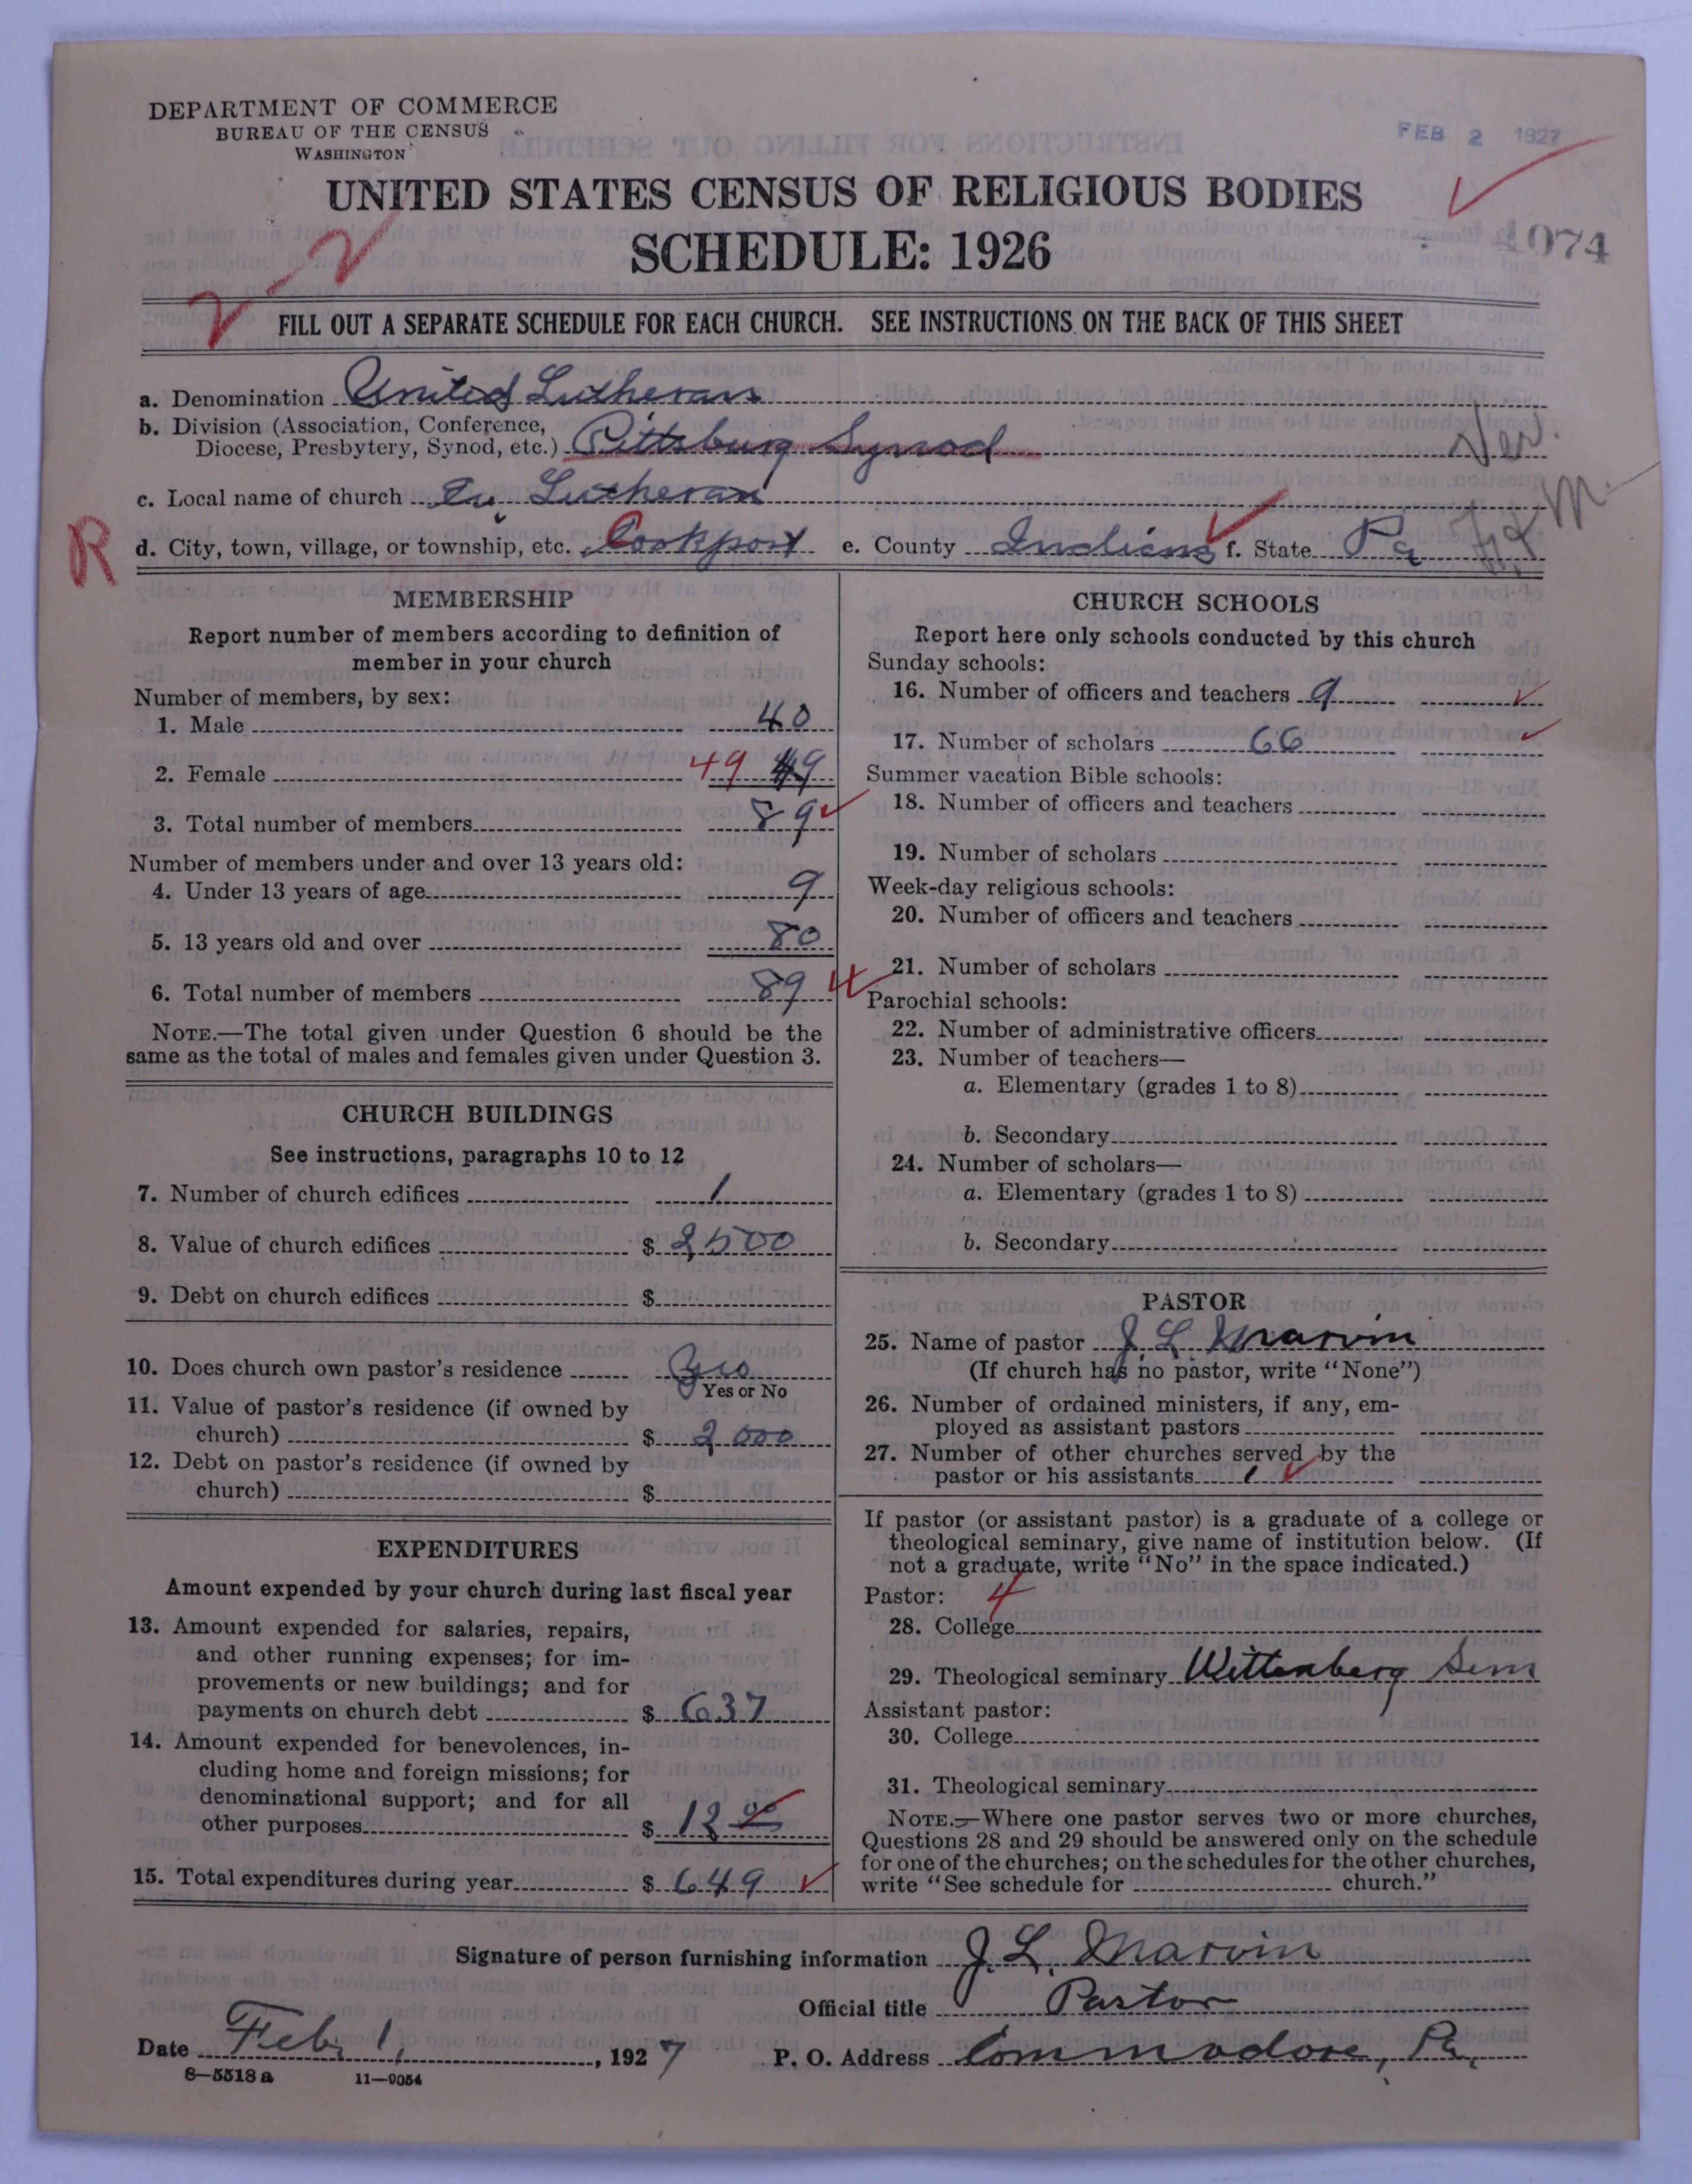 DEPARTMENT OF COMMERCE
BUREAU OF THE CENSUS
WASHINGTON
FEB 2 1927
UNITED STATES CENSUS OF RELIGIOUS BODIES
SCHEDULE: 1926
4074
2-2
FILL OUT A SEPARATE SCHEDULE FOR EACH CHURCH. SEE INSTRUCTIONS ON THE BACK OF THIS SHEET
a. Denomination United Lutheran
b. Division (Association, Conference,
Diocese, Presbytery, Synod, etc.) Pittsburg Synod
Ver.
c. Local name of church Ev. Lutheran
R
d. City, town, village, or township, etc. Cookport e. County Indiana f. State Pa
MEMBERSHIP
Report number of members according to definition of
member in your church
Number of members, by sex:
1. Male 40
2. Female 49 49
3. Total number of members 89
Number of members under and over 13 years old:
4. Under 13 years of age 9
5. 13 years old and over 80
6. Total number of members 89
NOTE.—The total given under Question 6 should be the
same as the total of males and females given under Question 3.
CHURCH BUILDINGS
See instructions, paragraphs 10 to 12
7. Number of church edifices 1
8. Value of church edifices $ 2500
9. Debt on church edifices $
10. Does church own pastor's residence Yes
Yes or No
11. Value of pastor's residence (if owned by
church) $ 2000
12. Debt on pastor's residence (if owned by
church) $
EXPENDITURES
Amount expended by your church during last fiscal year
13. Amount expended for salaries, repairs,
and other running expenses; for im-
provements or new buildings; and for
payments on church debt $ 637
14. Amount expended for benevolences, in-
cluding home and foreign missions; for
denominational support; and for all
other purposes $ 12 00
15. Total expenditures during year $ 649
CHURCH SCHOOLS
Report here only schools conducted by this church
Sunday schools:
16. Number of officers and teachers 9
17. Number of scholars 66
Summer vacation Bible schools:
18. Number of officers and teachers
19. Number of scholars
Week-day religious schools:
20. Number of officers and teachers
21. Number of scholars
Parochial schools:
22. Number of administrative officers
23. Number of teachers—
a. Elementary (grades 1 to 8)
b. Secondary
24. Number of scholars—
a. Elementary (grades 1 to 8)
b. Secondary
PASTOR
25. Name of pastor J. L. Marvin
(If church has no pastor, write "None")
26. Number of ordained ministers, if any, em-
ployed as assistant pastors
27. Number of other churches served by the
pastor or his assistants 1
If pastor (or assistant pastor) is a graduate of a college or
theological seminary, give name of institution below. (If
not a graduate, write "No" in the space indicated.)
Pastor: 4
28. College
29. Theological seminary Wittenberg Sem
Assistant pastor:
30. College
31. Theological seminary
NOTE.—Where one pastor serves two or more churches,
Questions 28 and 29 should be answered only on the schedule
for one of the churches; on the schedules for the other churches,
write "See schedule for church."
Signature of person furnishing information J. L. Marvin
Official title Pastor
Date Feb. 1, 1927 P. O. Address Commodore, Pa.
8—5518a 11—9054